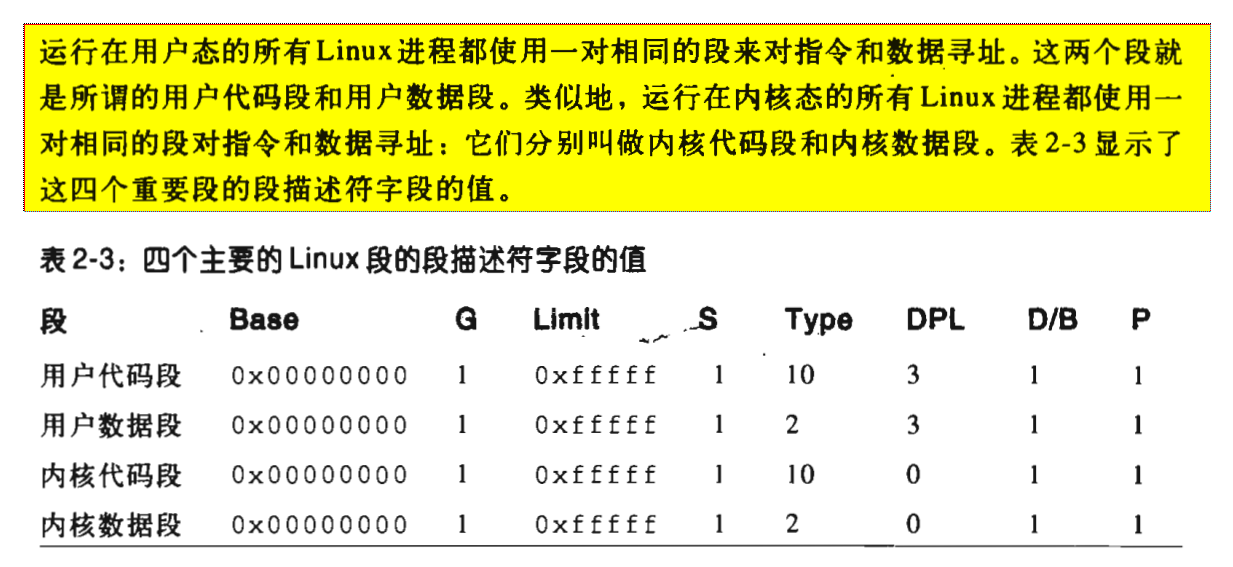 运行在用户态的所有Linux进程都使用一对相同的段来对指令和数据寻址。这两个段就
是所谓的用户代码段和用户数据段。类似地，运行在内核态的所有Linux进程都使用一
对相同的段对指令和数据寻址：它们分别叫做内核代码段和内核数据段。表2-3显示了
这四个重要段的段描述符字段的值。
表2-3：四个主要的Linux段的段描述符字段的值
段 Base G Limit S Type DPL D/B P
用户代码段 0x00000000 1 0xfffff 1 10 3 1 1
用户数据段 0x00000000 1 0xfffff 1 2 3 1 1
内核代码段 0x00000000 1 0xfffff 1 10 0 1 1
内核数据段 0x00000000 1 0xfffff 1 2 0 1 1